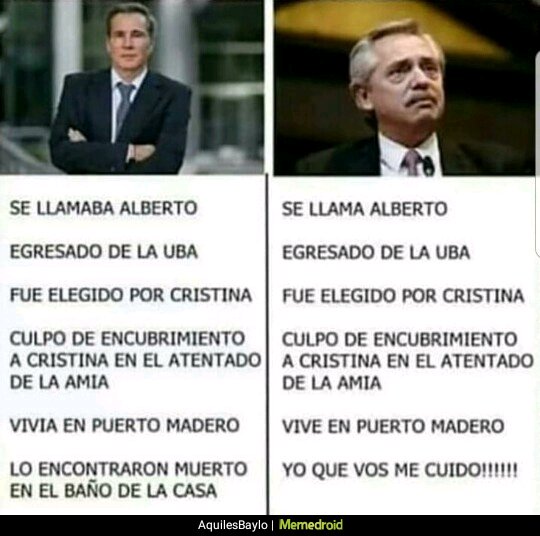 SE LLAMABA ALBERTO
EGRESADO DE LA UBA
FUE ELEGIDO POR CRISTINA
CULPO DE ENCUBRIMIENTO
A CRISTINA EN EL ATENTADO
DE LA AMIA
VIVIA EN PUERTO MADERO
LO ENCONTRARON MUERTO
EN EL BAÑO DE LA CASA
SE LLAMA ALBERTO
EGRESADO DE LA UBA
FUE ELEGIDO POR CRISTINA
CULPO DE ENCUBRIMIENTO
A CRISTINA EN EL ATENTADO
DE LA AMIA
VIVE EN PUERTO MADERO
YO QUE VOS ME CUIDO!!!!!!
AquilesBaylo | Memedroid